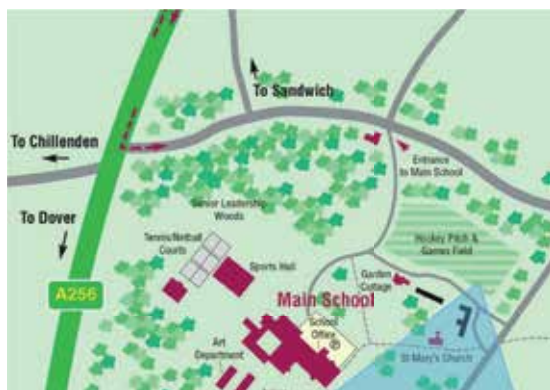 To Sandwich
To Chillenden
Entrance
to Main School
Senior Leadership
Woods
To Dover
Tennis/Netball
Courts
Hockey Pitch &
Games Field
Sports Hall
Garden
Cottage
A256
Main School
School
Office
P
Art
Department
St Mary's Church